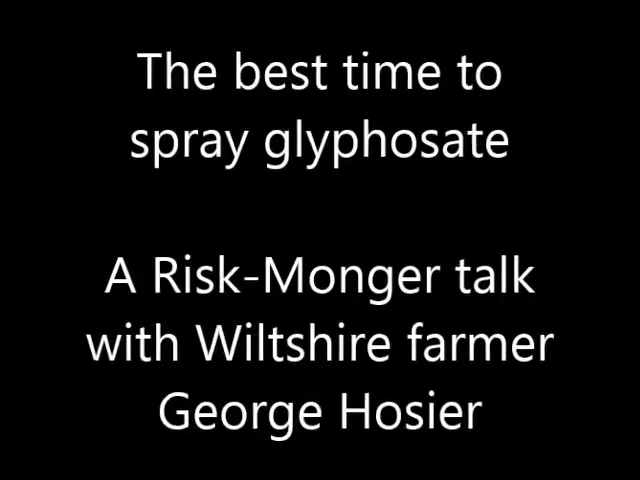 The best time to
spray glyphosate
A Risk-Monger talk
with Wiltshire farmer
George Hosier